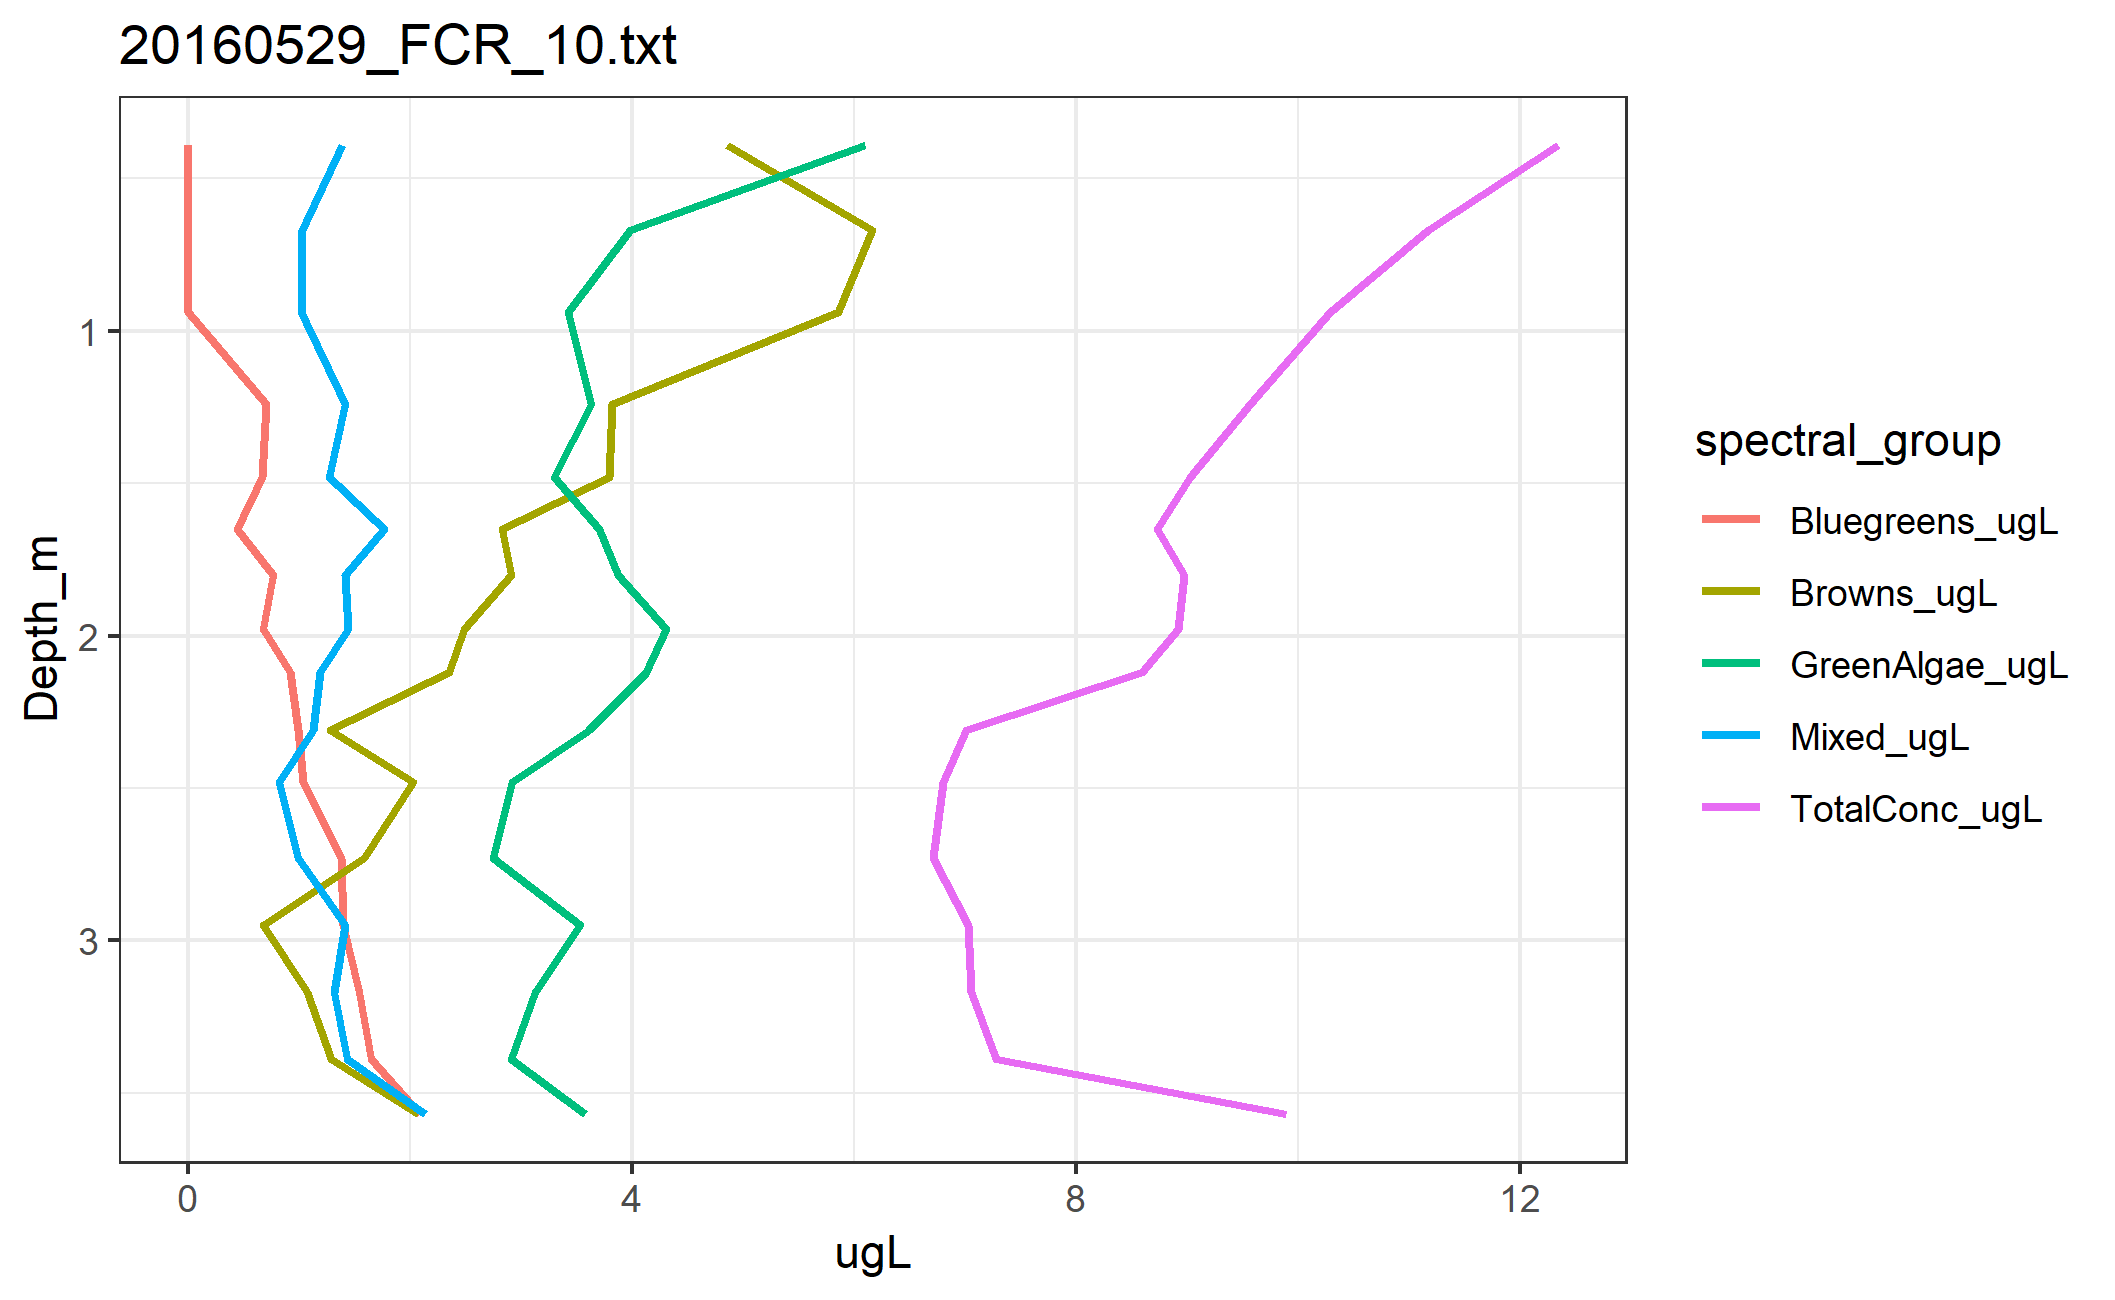 20160529_FCR_10.txt
Depth_m
1
2
3
0 4 8 12
ugL
spectral_group
Bluegreens_ugL
Browns_ugL
GreenAlgae_ugL
Mixed_ugL
TotalConc_ugL